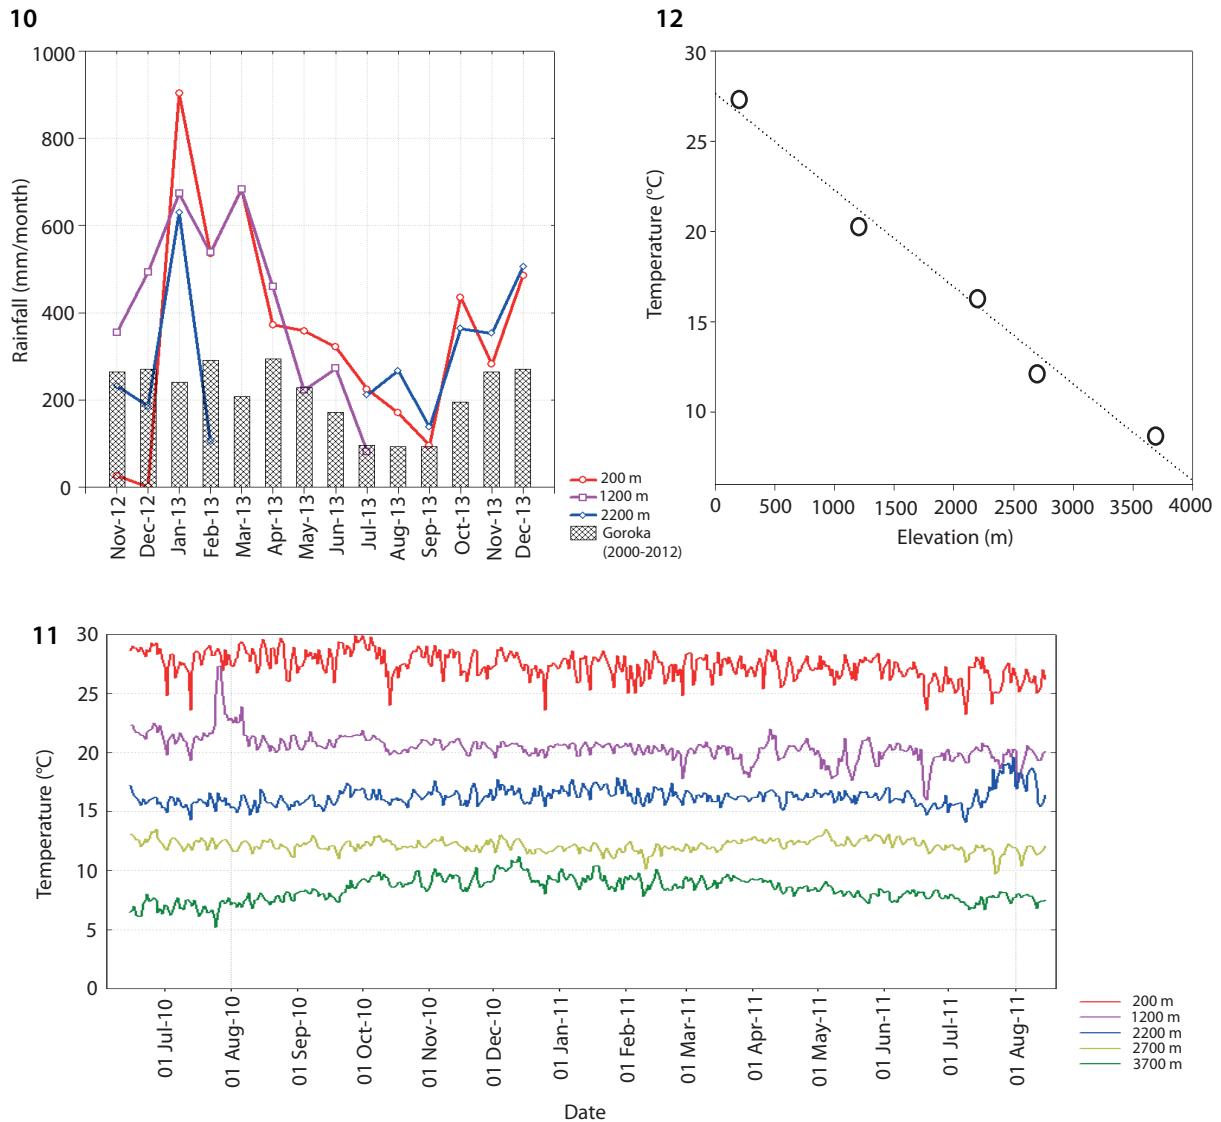 10
1000
800
600
400
200
0
Rainfall (mm/month)
Nov-12
Dec-12
Jan-13
Feb-13
Mar-13
Apr-13
May-13
Jun-13
Jul-13
Aug-13
Sep-13
Oct-13
Nov-13
Dec-13
200 m
1200 m
2200 m
Goroka
(2000-2012)
12
30
25
20
15
10
Temperature (°C)
0
500
1000
1500
2000
2500
3000
3500
4000
Elevation (m)
11
30
25
20
15
10
5
0
Temperature (°C)
01 Jul-10
01 Aug-10
01 Sep-10
01 Oct-10
01 Nov-10
01 Dec-10
01 Jan-11
01 Feb-11
01 Mar-11
01 Apr-11
01 May-11
01 Jun-11
01 Jul-11
01 Aug-11
Date
200 m
1200 m
2200 m
2700 m
3700 m